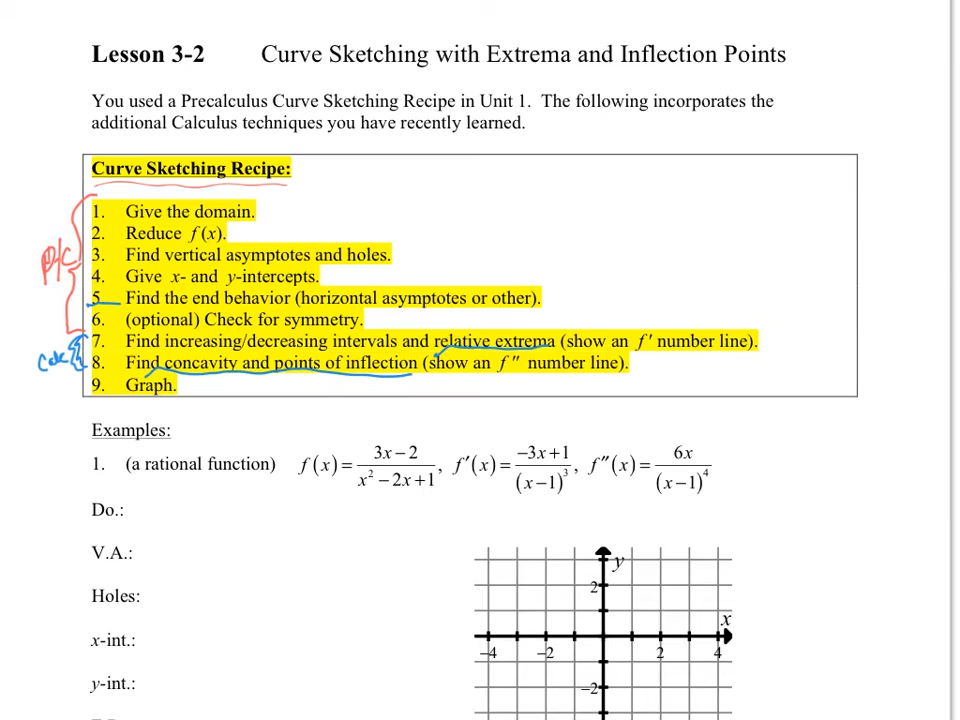 Lesson 3-2 Curve Sketching with Extrema and Inflection Points
You used a Precalculus Curve Sketching Recipe in Unit 1. The following incorporates the
additional Calculus techniques you have recently learned.
Curve Sketching Recipe:
1. Give the domain.
2. Reduce f(x).
3. Find vertical asymptotes and holes.
4. Give x- and y-intercepts.
5. Find the end behavior (horizontal asymptotes or other).
6. (optional) Check for symmetry.
7. Find increasing/decreasing intervals and relative extrema (show an f′ number line).
8. Find concavity and points of inflection (show an f″ number line).
9. Graph.
P/C
Calc
Examples:
1. (a rational function) f(x) = (3x − 2)/(x² − 2x + 1), f′(x) = (−3x + 1)/(x − 1)³, f″(x) = 6x/(x − 1)⁴
Do.:
V.A.:
Holes:
x-int.:
y-int.:
y
2
x
−4 −2 2 4
−2